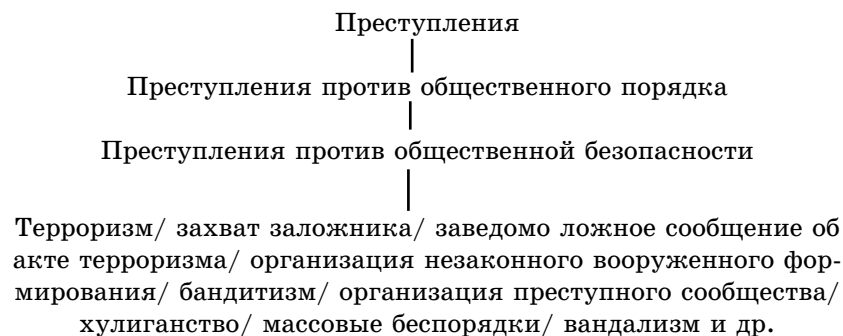 Преступления
Преступления против общественного порядка
Преступления против общественной безопасности
Терроризм/ захват заложника/ заведомо ложное сообщение об
акте терроризма/ организация незаконного вооруженного фор-
мирования/ бандитизм/ организация преступного сообщества/
хулиганство/ массовые беспорядки/ вандализм и др.